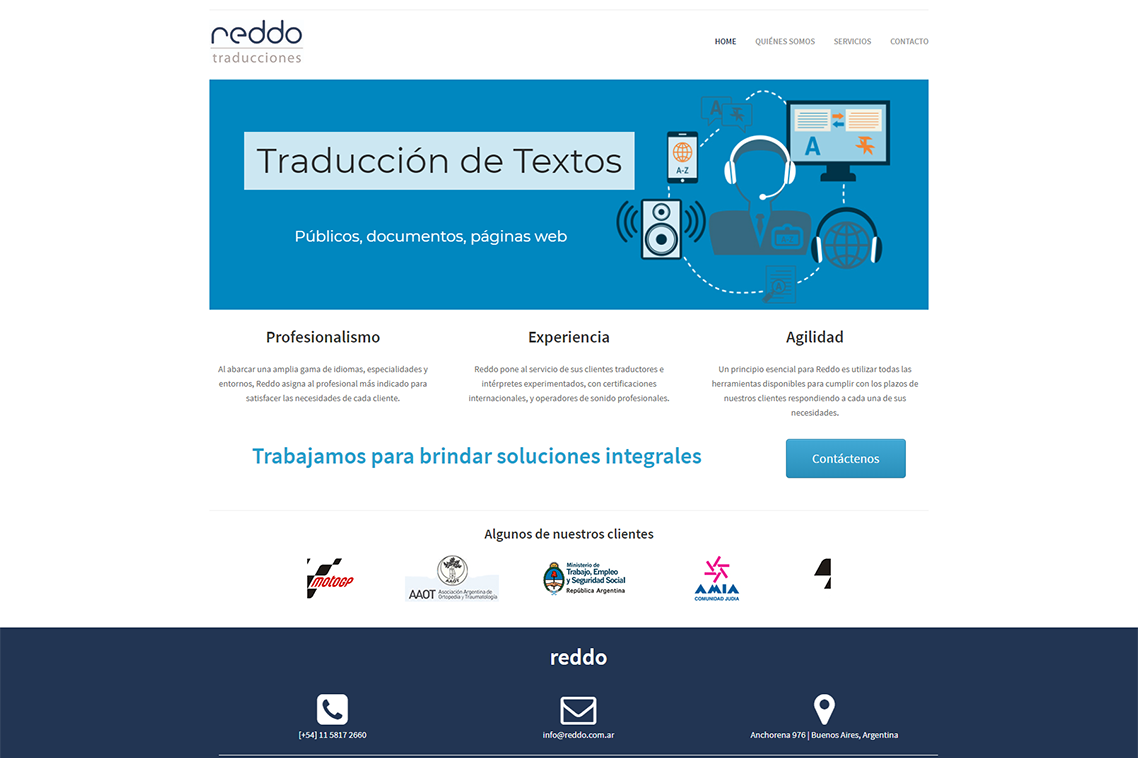 reddo
traducciones
HOME QUIÉNES SOMOS SERVICIOS CONTACTO
Traducción de Textos
Públicos, documentos, páginas web
A
A-Z
A
A-Z
A
Profesionalismo
Al abarcar una amplia gama de idiomas, especialidades y
entornos, Reddo asigna al profesional más indicado para
satisfacer las necesidades de cada cliente.
Experiencia
Reddo pone al servicio de sus clientes traductores e
intérpretes experimentados, con certificaciones
internacionales, y operadores de sonido profesionales.
Agilidad
Un principio esencial para Reddo es utilizar todas las
herramientas disponibles para cumplir con los plazos de
nuestros clientes respondiendo a cada una de sus
necesidades.
Trabajamos para brindar soluciones integrales
Contáctenos
Algunos de nuestros clientes
MotoGP
AAOT
AAOT Asociación Argentina de
Ortopedia y Traumatología
Ministerio de
Trabajo, Empleo
y Seguridad Social
República Argentina
AMIA
COMUNIDAD JUDIA
reddo
[+54] 11 5817 2660
info@reddo.com.ar
Anchorena 976 | Buenos Aires, Argentina